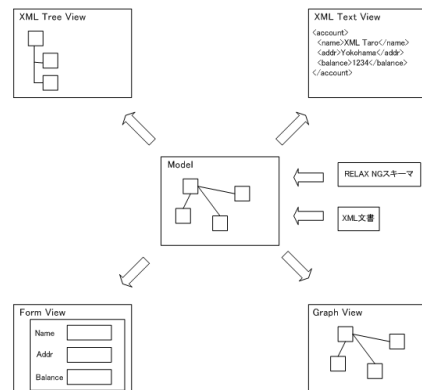 XML Tree View
XML Text View
<account>
<name>XML Taro</name>
<addr>Yokohama</addr>
<balance>1234</balance>
</account>
Model
RELAX NGスキーマ
XML文書
Form View
Name
Addr
Balance
Graph View